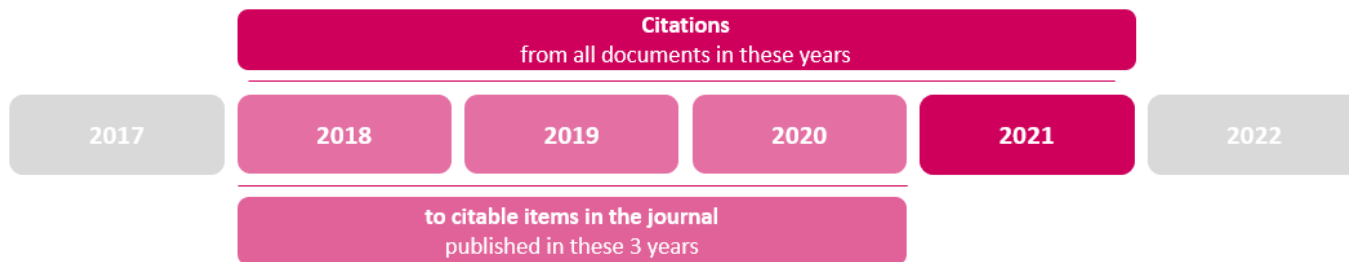 Citations
from all documents in these years
2017 2018 2019 2020 2021 2022
to citable items in the journal
published in these 3 years